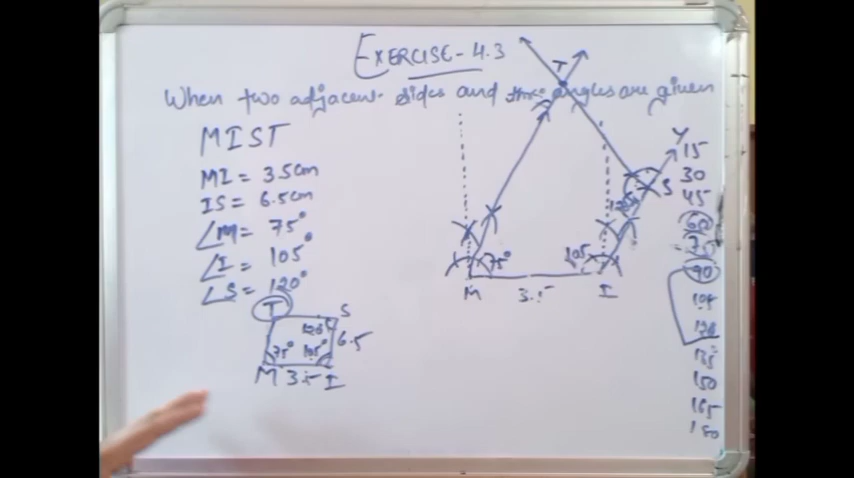 EXERCISE-4.3
When two adjacent sides and three angles are given
MIST
MI = 3.5cm
IS = 6.5cm
∠M = 75°
∠I = 105°
∠S = 120°
T
S
120°
6.5
75°
105°
M 3.5 I
T
Y
S
120°
75°
105
M
3.5
I
15
30
45
60
75
90
105
120
135
150
165
180